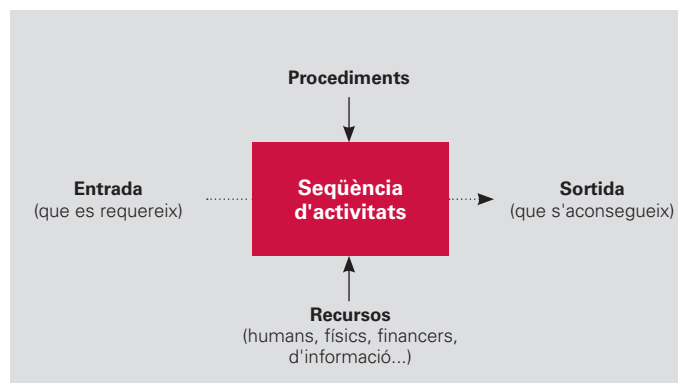 Procediments
Entrada
(que es requereix)
Seqüència
d'activitats
Sortida
(que s'aconsegueix)
Recursos
(humans, físics, financers,
d'informació...)